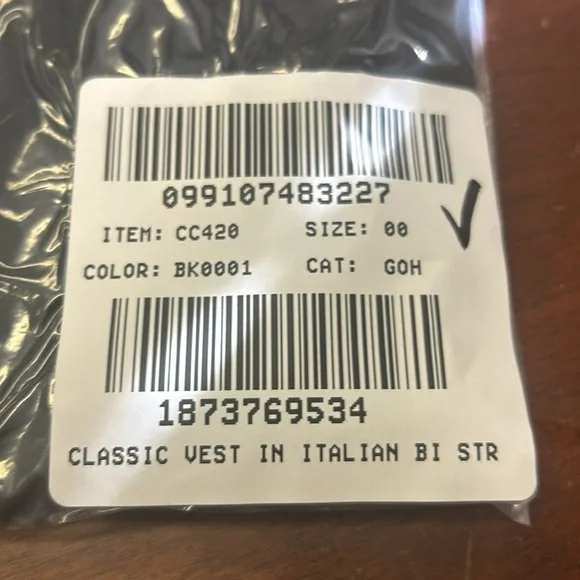 099107483227
ITEM: CC420 SIZE: 00
COLOR: BK0001 CAT: GOH
1873769534
CLASSIC VEST IN ITALIAN BI STR